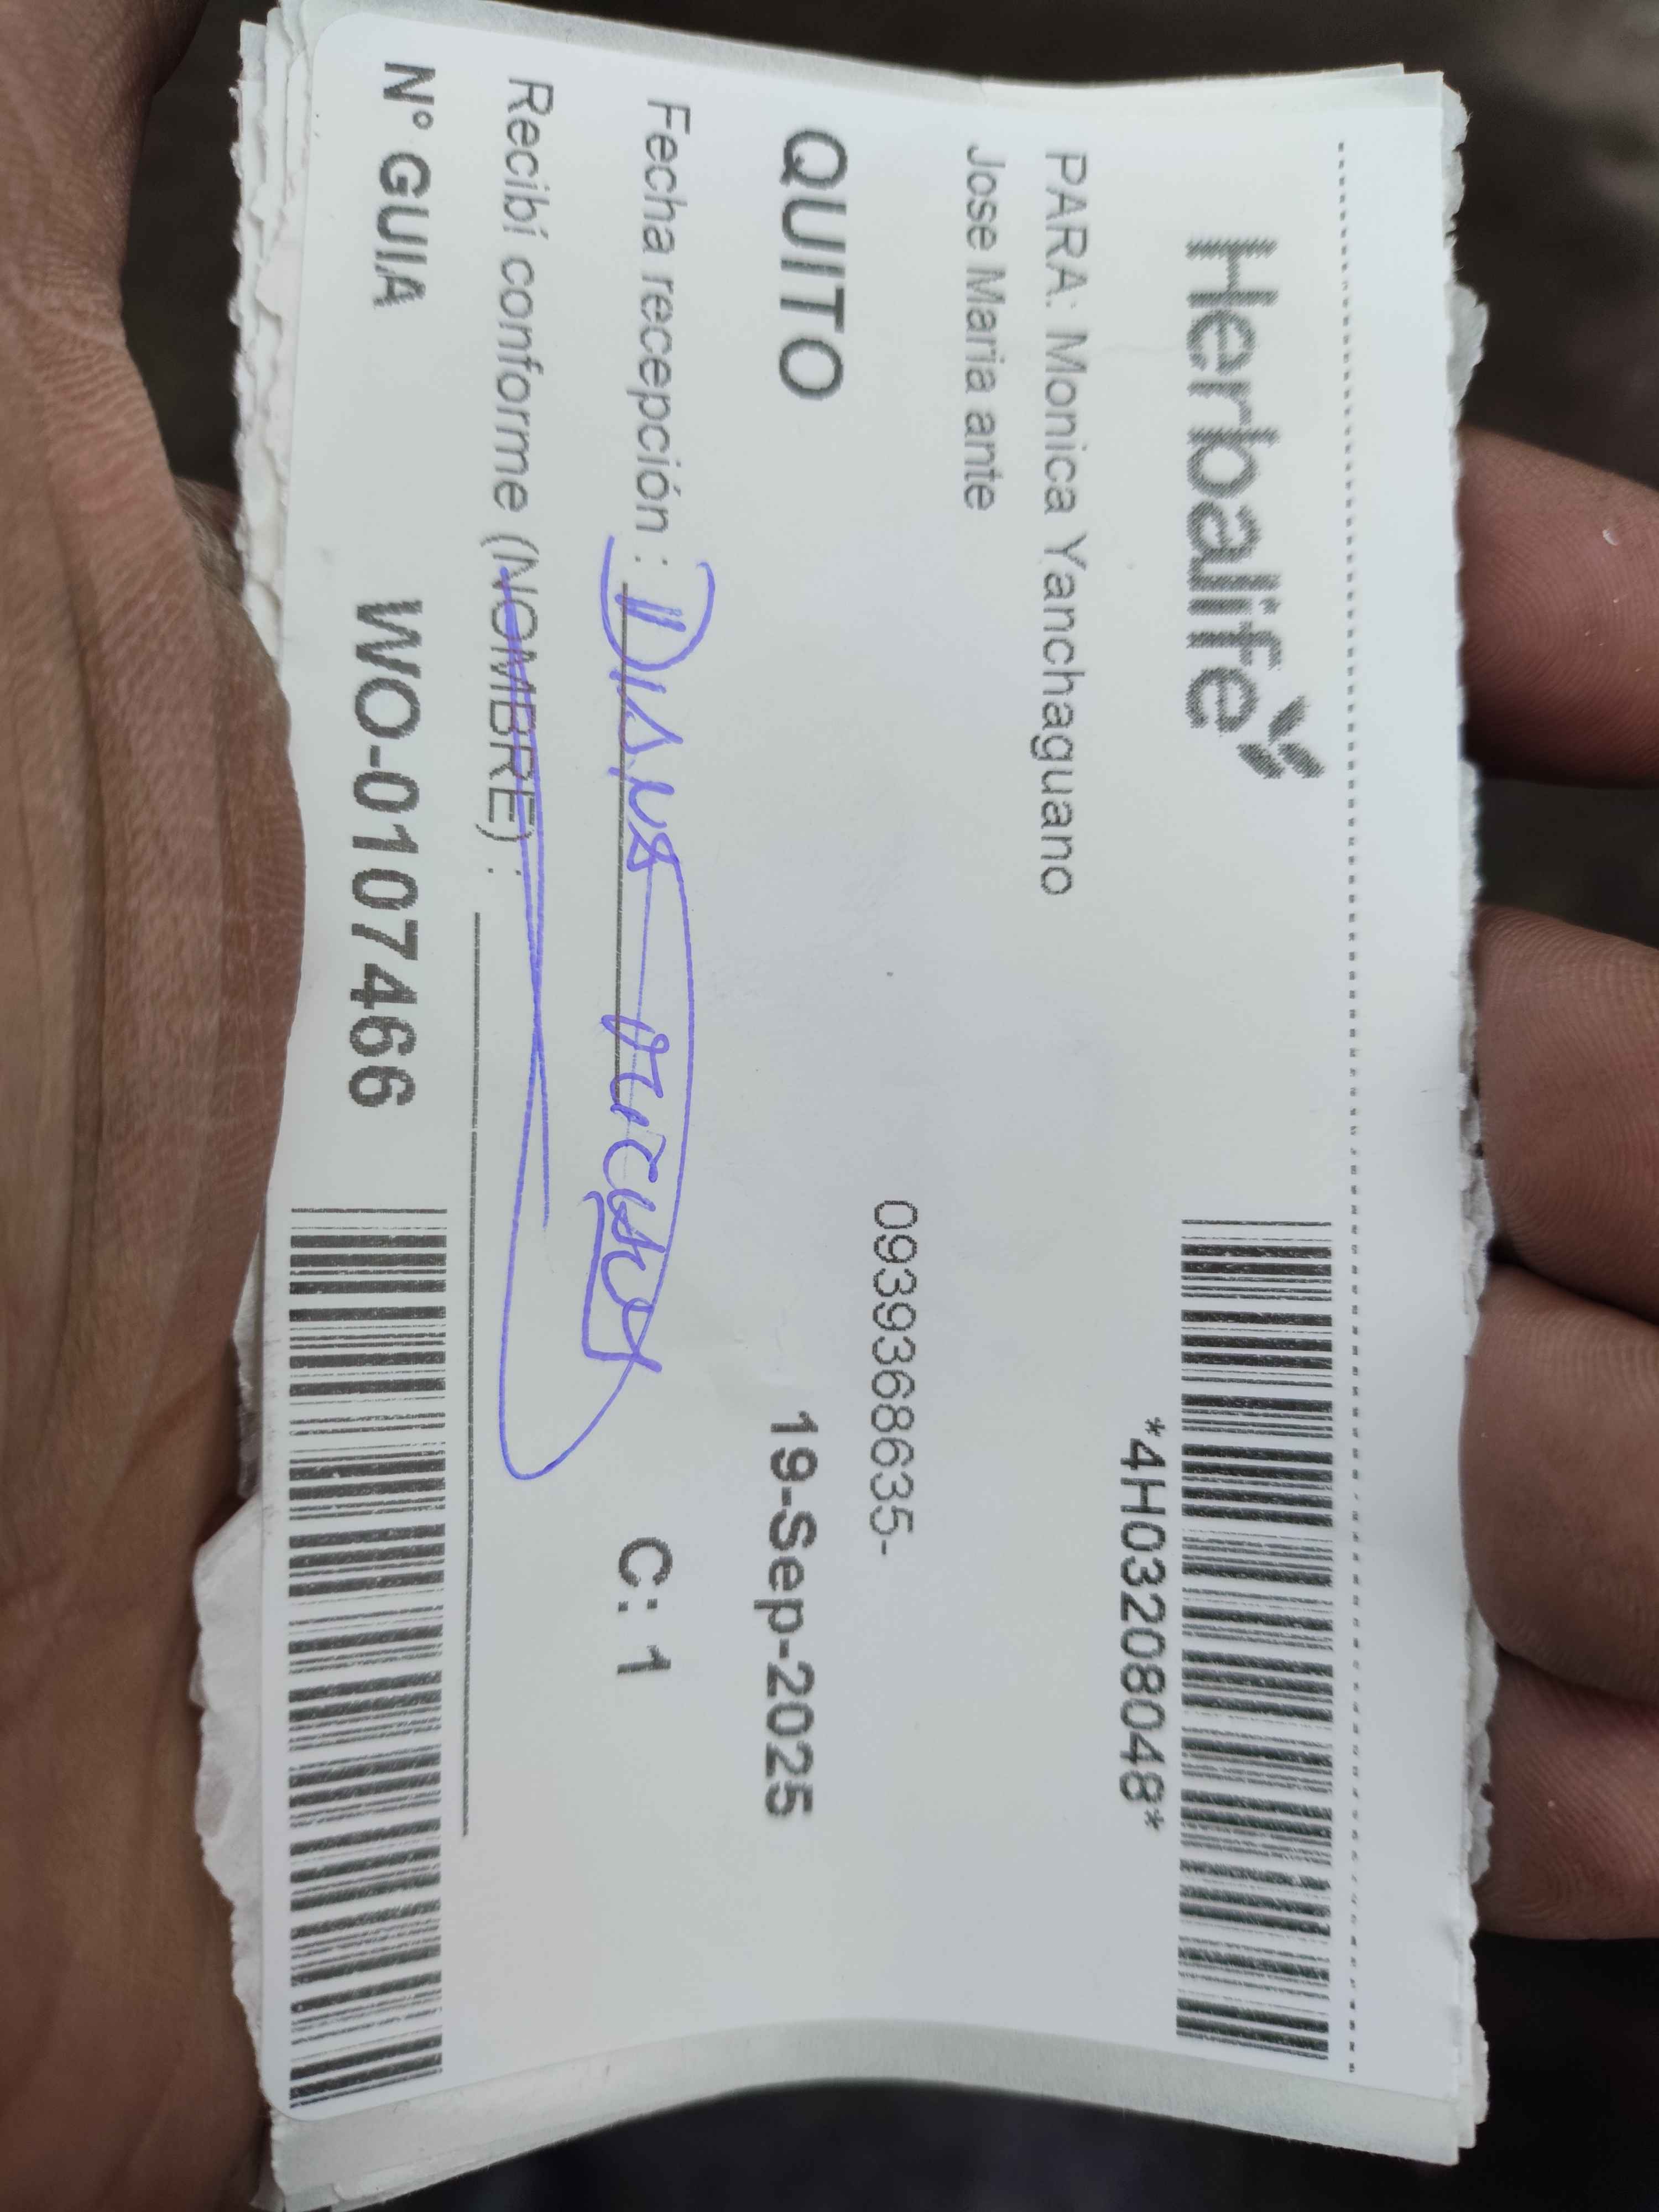 Herbalife
*4H03208048*
PARA: Monica Yanchaguano
Jose Maria ante
0939368635-
QUITO 19-Sep-2025
Fecha recepción : C: 1
Recibí conforme (NOMBRE) :
N° GUIA WO-0107466